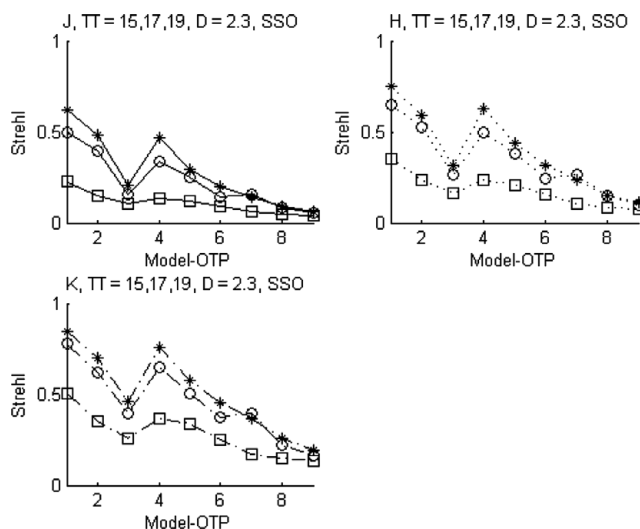 J, TT = 15,17,19, D = 2.3, SSO
1
0.5
0
Strehl
2 4 6 8
Model-OTP
H, TT = 15,17,19, D = 2.3, SSO
1
0.5
0
Strehl
2 4 6 8
Model-OTP
K, TT = 15,17,19, D = 2.3, SSO
1
0.5
0
Strehl
2 4 6 8
Model-OTP